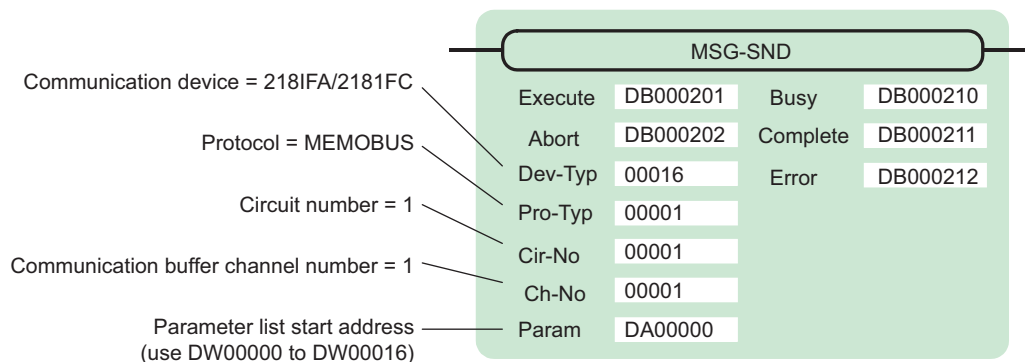 MSG-SND
Communication device = 218IFA/2181FC
Execute DB000201 Busy DB000210
Protocol = MEMOBUS
Abort DB000202 Complete DB000211
Dev-Typ 00016 Error DB000212
Circuit number = 1
Pro-Typ 00001
Communication buffer channel number = 1
Cir-No 00001
Ch-No 00001
Parameter list start address
(use DW00000 to DW00016)
Param DA00000